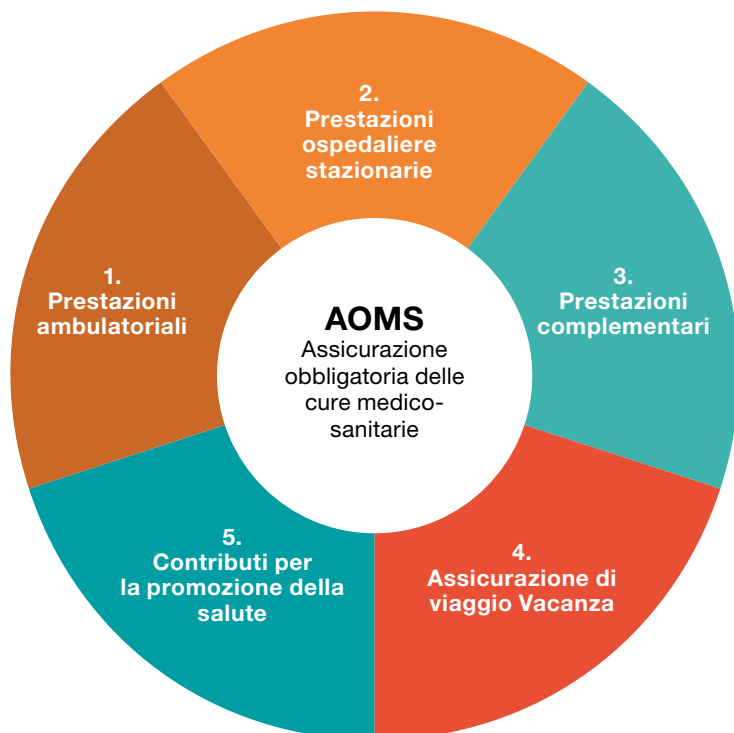 2.
Prestazioni
ospedaliere
stazionarie
1.
Prestazioni
ambulatoriali
3.
Prestazioni
complementari
AOMS
Assicurazione
obbligatoria delle
cure medico-
sanitarie
5.
Contributi per
la promozione della
salute
4.
Assicurazione di
viaggio Vacanza